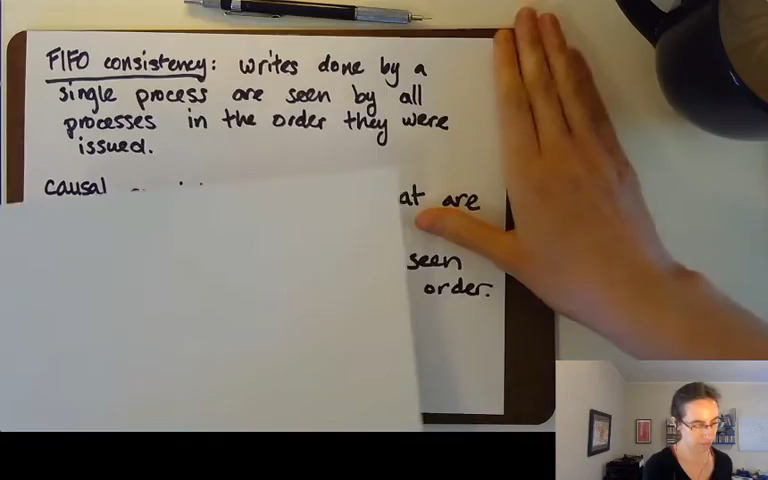 FIFO consistency: writes done by a
single process are seen by all
processes in the order they were
issued.
causal at are
seen
order.